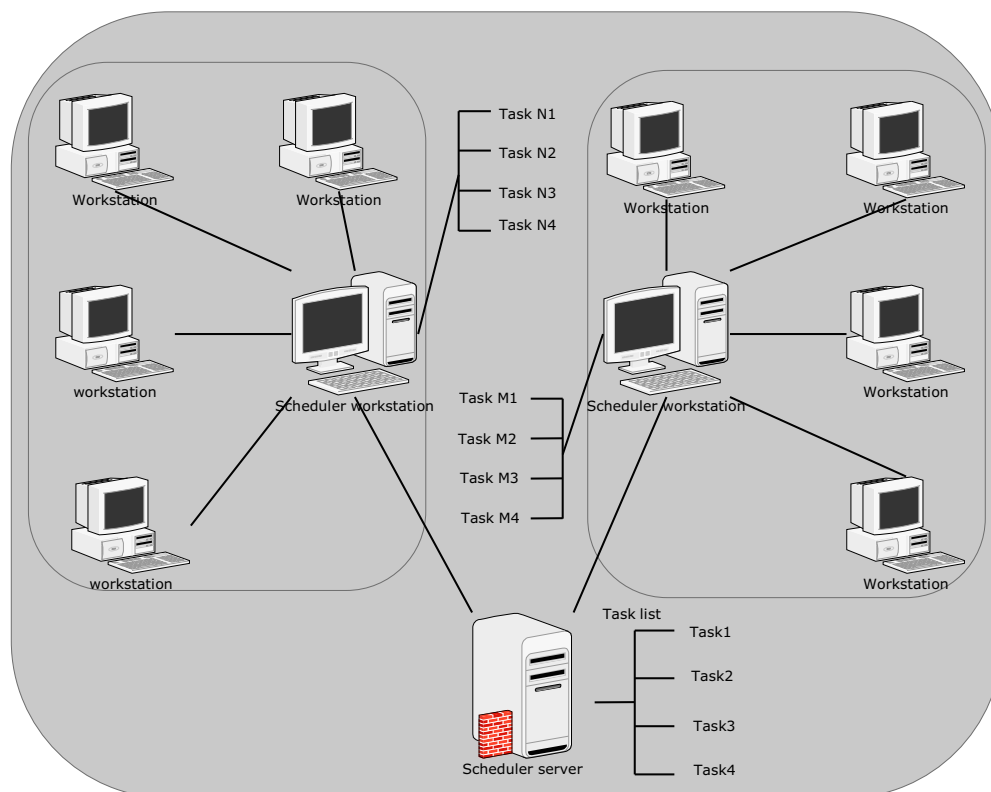 Task N1
Task N2
Task N3
Task N4
Workstation
Workstation
Workstation
Workstation
workstation
Workstation
Scheduler workstation
Scheduler workstation
Task M1
Task M2
Task M3
Task M4
workstation
Workstation
Task list
Task1
Task2
Task3
Task4
Scheduler server